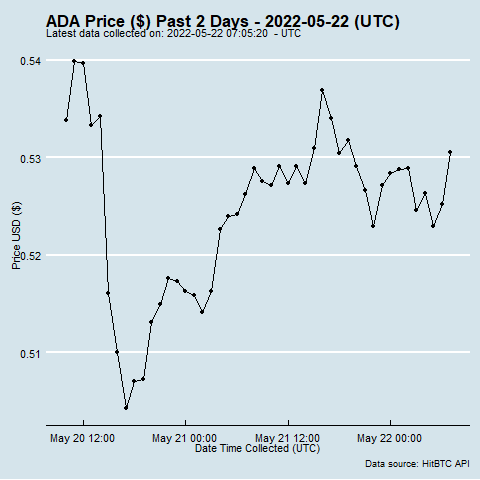 ADA Price ($) Past 2 Days - 2022-05-22 (UTC)
Latest data collected on: 2022-05-22 07:05:20  - UTC
0.54
0.53
0.52
0.51
Price USD ($)
May 20 12:00
May 21 00:00
May 21 12:00
May 22 00:00
Date Time Collected (UTC)
Data source: HitBTC API